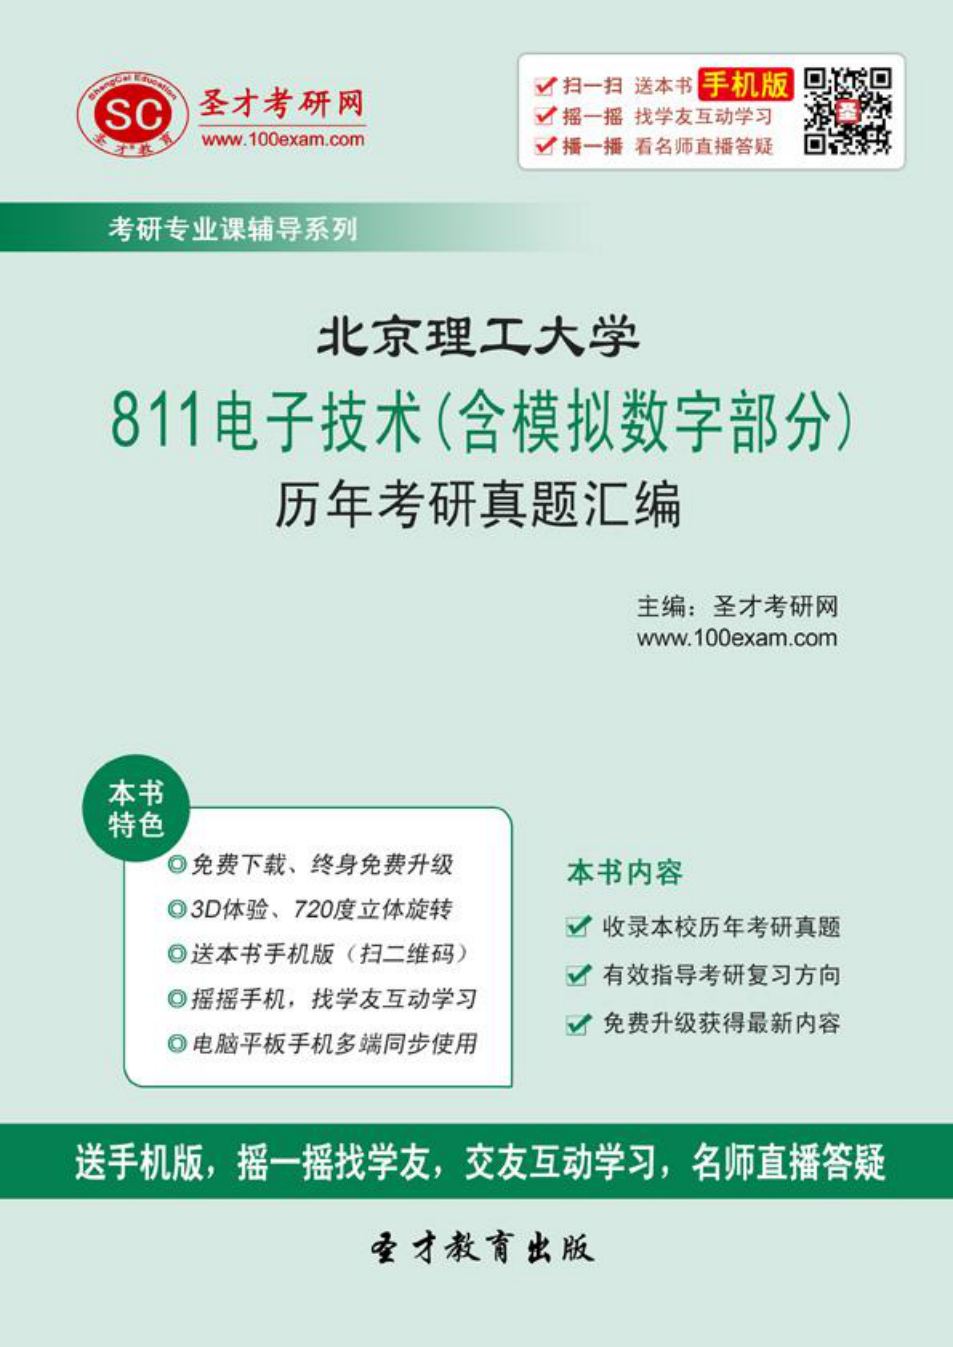 ShengCai Education
SC
圣才教育
圣才考研网
www.100exam.com
扫一扫 送本书 手机版
摇一摇 找学友互动学习
播一播 看名师直播答疑
圣
考研专业课辅导系列
北京理工大学
811电子技术(含模拟数字部分)
历年考研真题汇编
主编：圣才考研网
www.100exam.com
本书
特色
◎免费下载、终身免费升级
◎3D体验、720度立体旋转
◎送本书手机版（扫二维码）
◎摇摇手机，找学友互动学习
◎电脑平板手机多端同步使用
本书内容
收录本校历年考研真题
有效指导考研复习方向
免费升级获得最新内容
送手机版，摇一摇找学友，交友互动学习，名师直播答疑
圣才教育出版